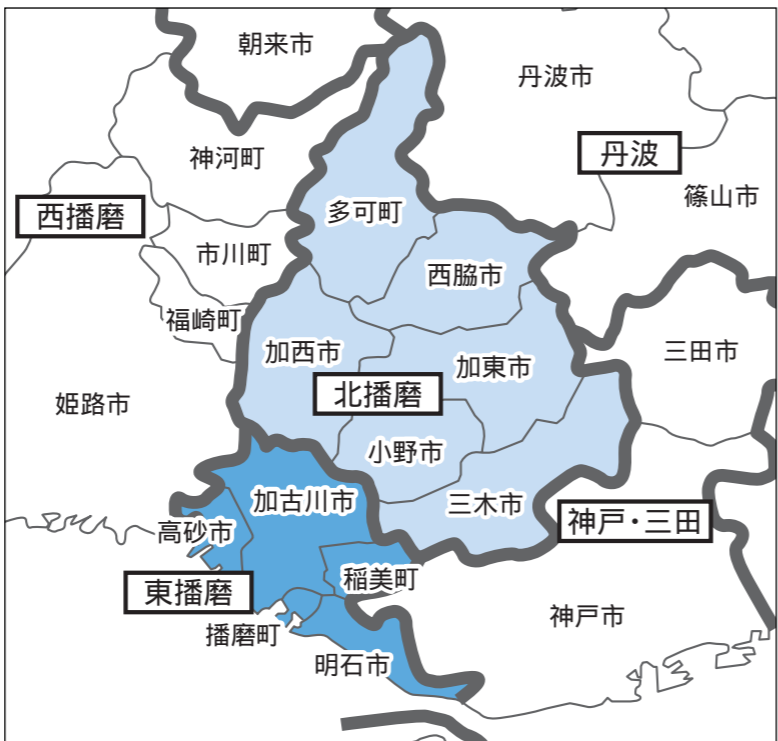 朝来市
丹波市
神河町
丹波
篠山市
西播磨
多可町
市川町
西脇市
福崎町
加西市
加東市
三田市
北播磨
姫路市
小野市
加古川市
三木市
高砂市
神戸・三田
稲美町
東播磨
神戸市
播磨町
明石市